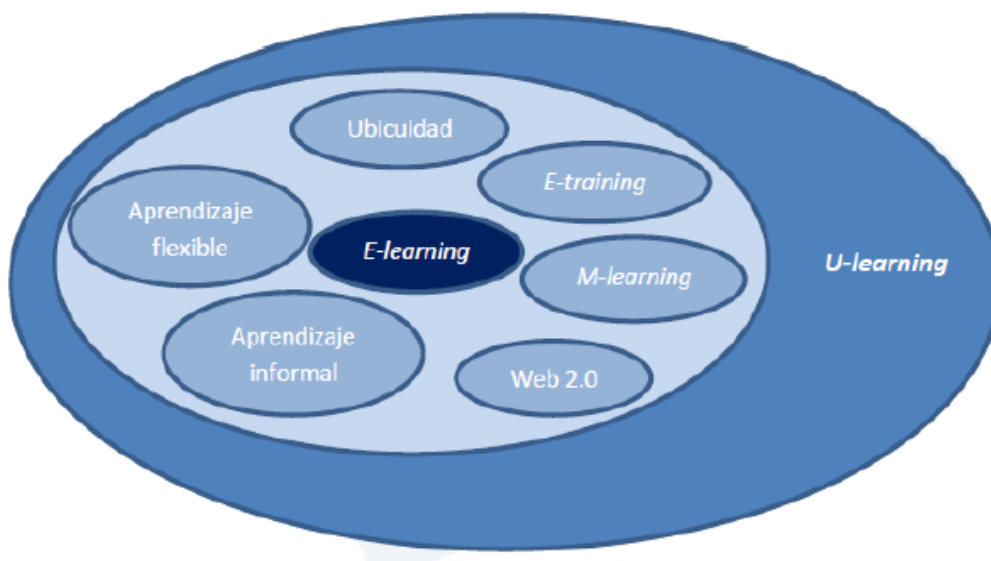 Ubicuidad
E-training
Aprendizaje
flexible
E-learning
M-learning
U-learning
Aprendizaje
informal
Web 2.0